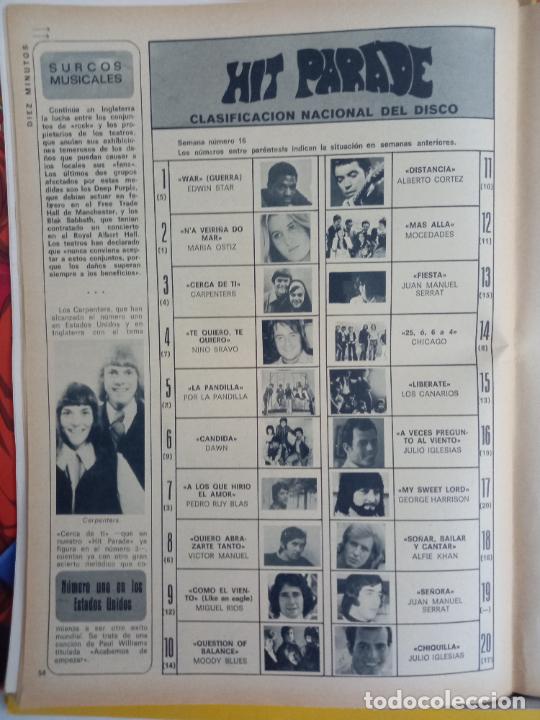 DIEZ MINUTOS
SURCOS
MUSICALES
Continúa en Inglaterra
la lucha entre los conjun-
tos de «rock» y los pro-
pietarios de los teatros,
que anulan sus exhibicio-
nes temerosos de los da-
ños que puedan causar a
los locales sus «fans».
Los últimos dos grupos
afectados por estas me-
didas son los Deep Purple,
que debían actuar en fe-
brero en el Free Trade
Hall de Manchester, y los
Blak Sabbath, que tenían
contratado un concierto
en el Royal Albert Hall.
Los teatros han declarado
que «nunca conviene acep-
tar a estos conjuntos, por-
que los daños superan
siempre a los beneficios».
Los Carpenters, que han
alcanzado el número uno
en Estados Unidos y en
Inglaterra con el tema
Carpenters.
«Cerca de ti» —que en
nuestro «Hit Parade» ya
figura en el número 3—,
cuentan ya con otro gran
acierto melódico que co-
Número uno en los
Estados Unidos
mienza a ser otro éxito
mundial. Se trata de una
canción de Paul Williams
titulada «Acabamos de
empezar».
54
HIT PARADE
CLASIFICACION NACIONAL DEL DISCO
Semana número 16
Los números entre paréntesis indican la situación en semanas anteriores.
1
(5)
«WAR» (GUERRA)
EDWIN STAR
2
(1)
«N'A VEIRIÑA DO
MAR»
MARIA OSTIZ
3
(4)
«CERCA DE TI»
CARPENTERS
4
(7)
«TE QUIERO, TE
QUIERO»
NINO BRAVO
5
(2)
«LA PANDILLA»
POR LA PANDILLA
6
(9)
«CANDIDA»
DAWN
7
(3)
«A LOS QUE HIRIO
EL AMOR»
PEDRO RUY BLAS
8
(6)
«QUIERO ABRA-
ZARTE TANTO»
VICTOR MANUEL
9
(12)
«COMO EL VIEN-
TO» (Like an eagle)
MIGUEL RIOS
10
(14)
«QUESTION OF
BALANCE»
MOODY BLUES
«DISTANCIA»
ALBERTO CORTEZ
11
(10)
«MAS ALLA»
MOCEDADES
12
(11)
«FIESTA»
JUAN MANUEL
SERRAT
13
(15)
«25, 6, 6 a 4»
CHICAGO
14
(8)
«LIBERATE»
LOS CANARIOS
15
(13)
«A VECES PREGUN-
TO AL VIENTO»
JULIO IGLESIAS
16
(19)
«MY SWEET LORD»
GEORGE HARRISON
17
(20)
«SOÑAR, BAILAR
Y CANTAR»
ALFIE KHAN
18
«SEÑORA»
JUAN MANUEL
SERRAT
19
(—)
«CHIQUILLA»
JULIO IGLESIAS
20
(17)
todocoleccion.net